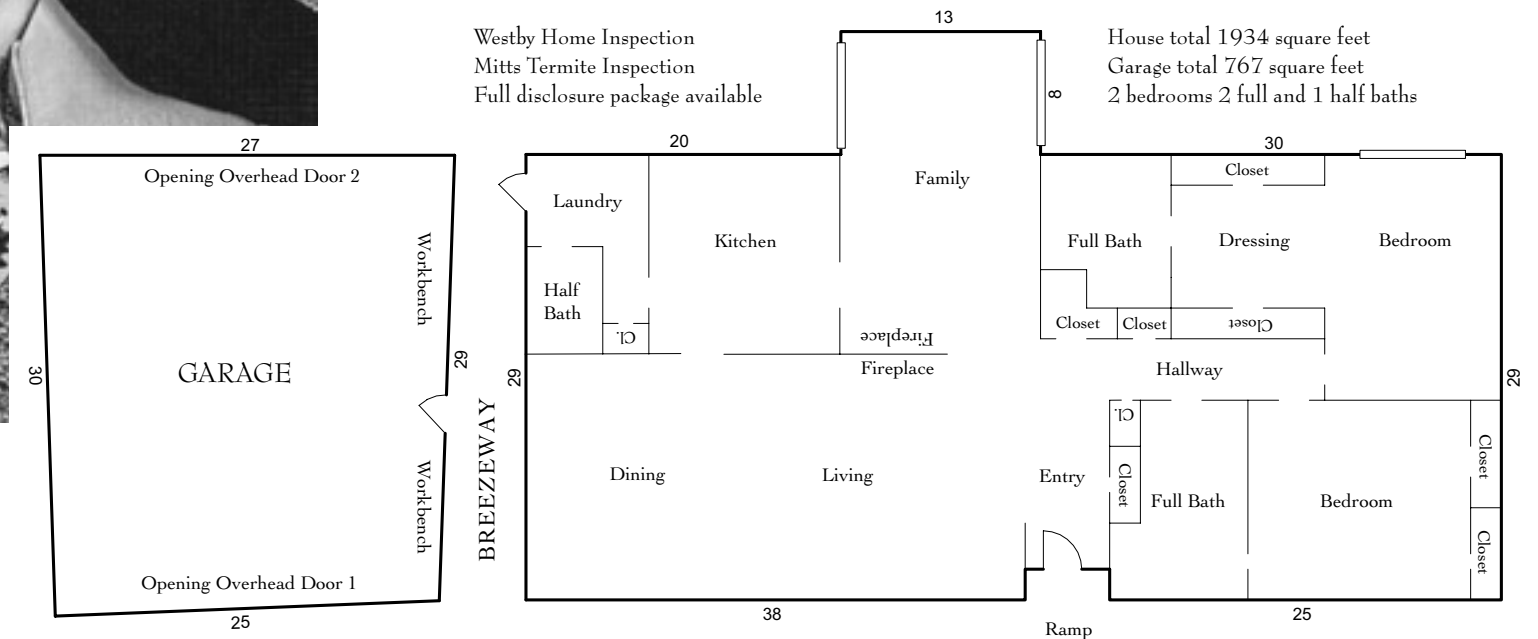 13
Westby Home Inspection
Mitts Termite Inspection
Full disclosure package available
House total 1934 square feet
Garage total 767 square feet
2 bedrooms 2 full and 1 half baths
8
27
Opening Overhead Door 2
Workbench
GARAGE
30
29
Workbench
Opening Overhead Door 1
25
BREEZEWAY
20
Laundry
Kitchen
Half
Bath
Cl.
29
Family
Fireplace
Fireplace
30
Closet
Full Bath
Dressing
Bedroom
Closet
Closet
Closet
Hallway
29
Dining
Living
Entry
Cl.
Closet
Full Bath
Bedroom
Closet
Closet
38
Ramp
25